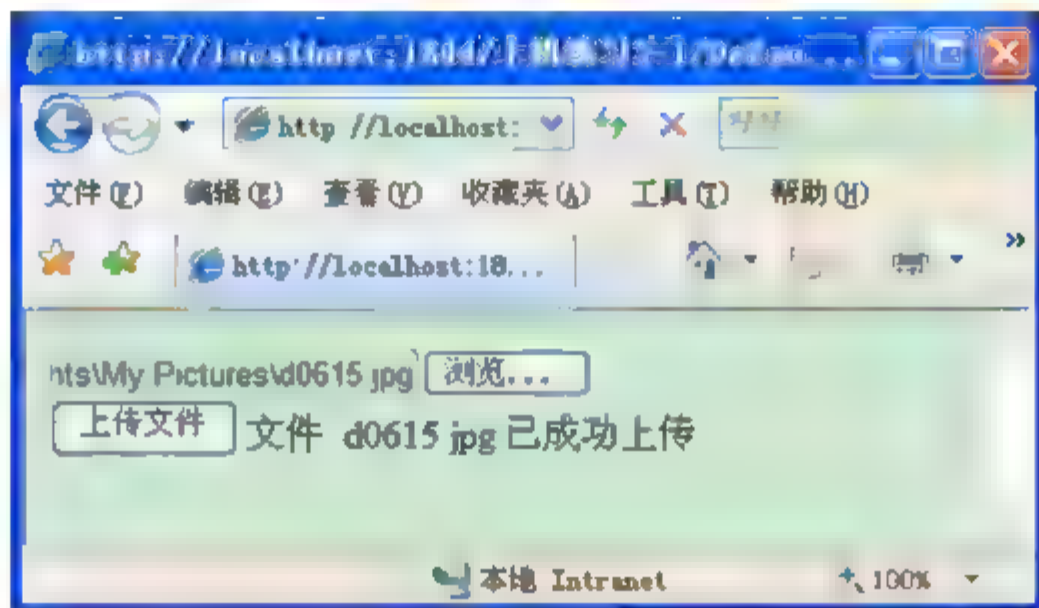 http //localhost:
文件(F) 编辑(E) 查看(V) 收藏夹(A) 工具(T) 帮助(H)
http://localhost:18...
nts\My Pictures\d0615 jpg 浏览...
上传文件 文件 d0615 jpg 已成功上传
本地 Intranet 100%